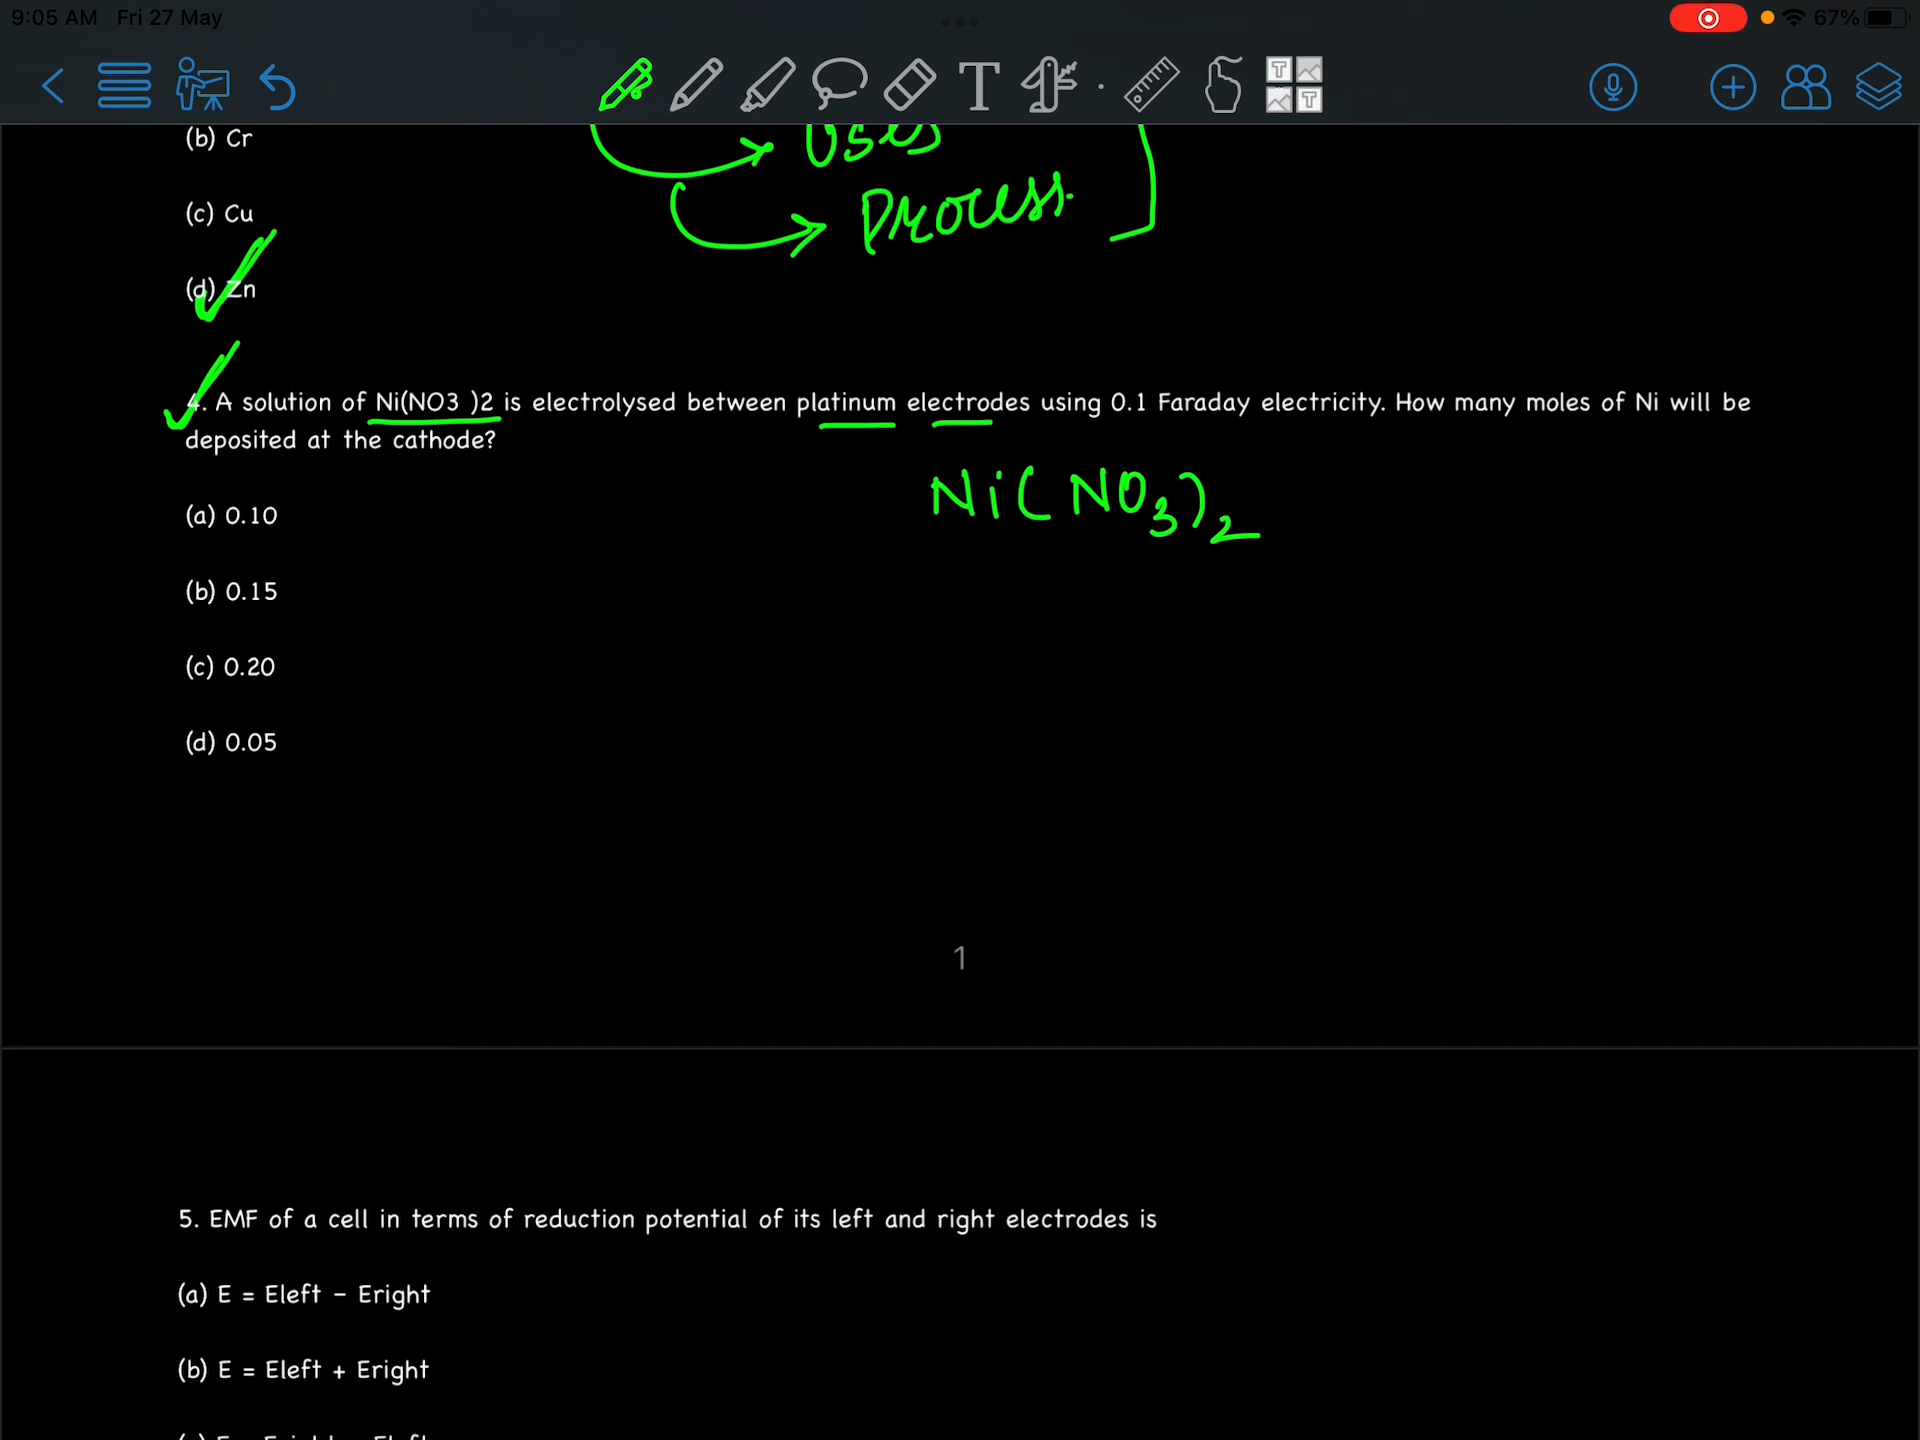 9:05 AM Fri 27 May
67%
T
T
T
(b) Cr
Uses
(c) Cu
Process.
(d) Zn
4. A solution of Ni(NO3 )2 is electrolysed between platinum electrodes using 0.1 Faraday electricity. How many moles of Ni will be
deposited at the cathode?
Ni(NO3)2
(a) 0.10
(b) 0.15
(c) 0.20
(d) 0.05
1
5. EMF of a cell in terms of reduction potential of its left and right electrodes is
(a) E = Eleft - Eright
(b) E = Eleft + Eright